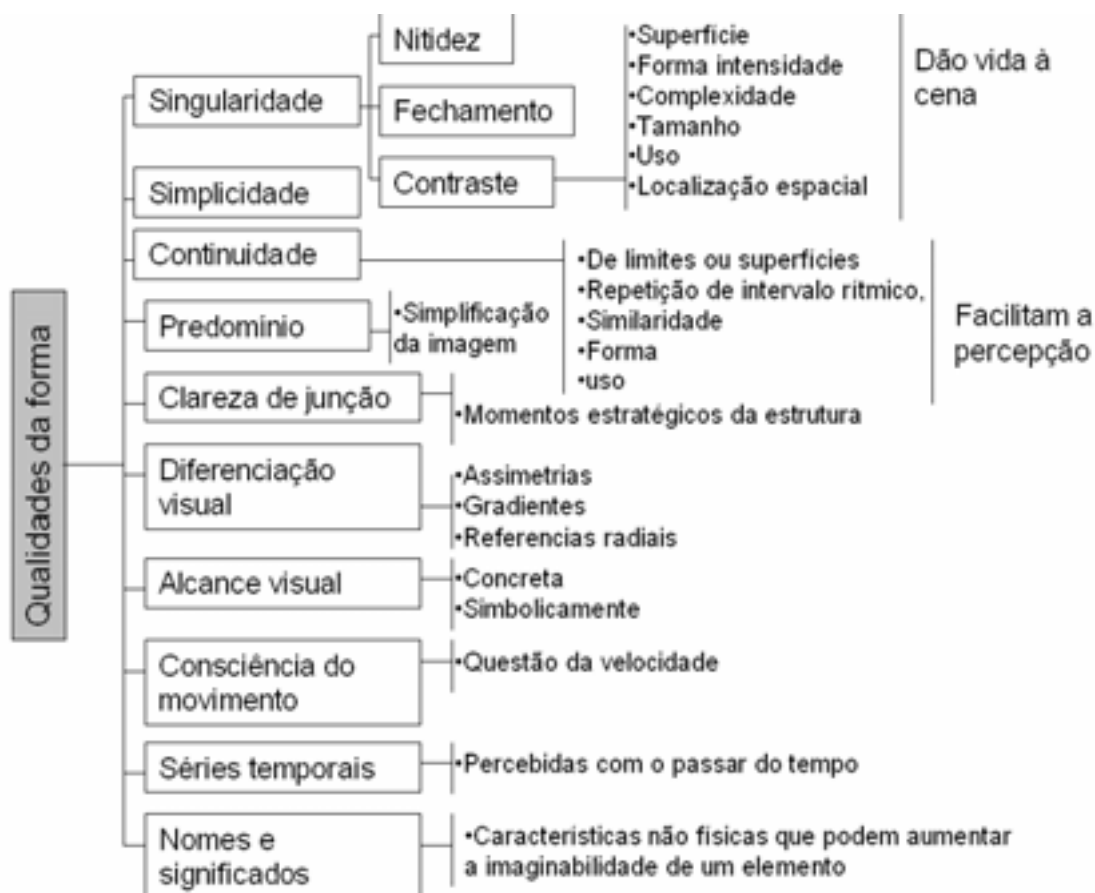 Qualidades da forma
Singularidade
Nitidez
Fechamento
Contraste
•Superfície
•Forma intensidade
•Complexidade
•Tamanho
•Uso
•Localização espacial
Dão vida à
cena
Simplicidade
Continuidade
•De limites ou superfícies
•Repetição de intervalo rítmico,
•Similaridade
•Forma
•uso
Facilitam a
percepção
Predomínio
•Simplificação
da imagem
Clareza de junção
•Momentos estratégicos da estrutura
Diferenciação
visual
•Assimetrias
•Gradientes
•Referencias radiais
Alcance visual
•Concreta
•Simbolicamente
Consciência do
movimento
•Questão da velocidade
Séries temporais
•Percebidas com o passar do tempo
Nomes e
significados
•Características não físicas que podem aumentar
a imaginabilidade de um elemento